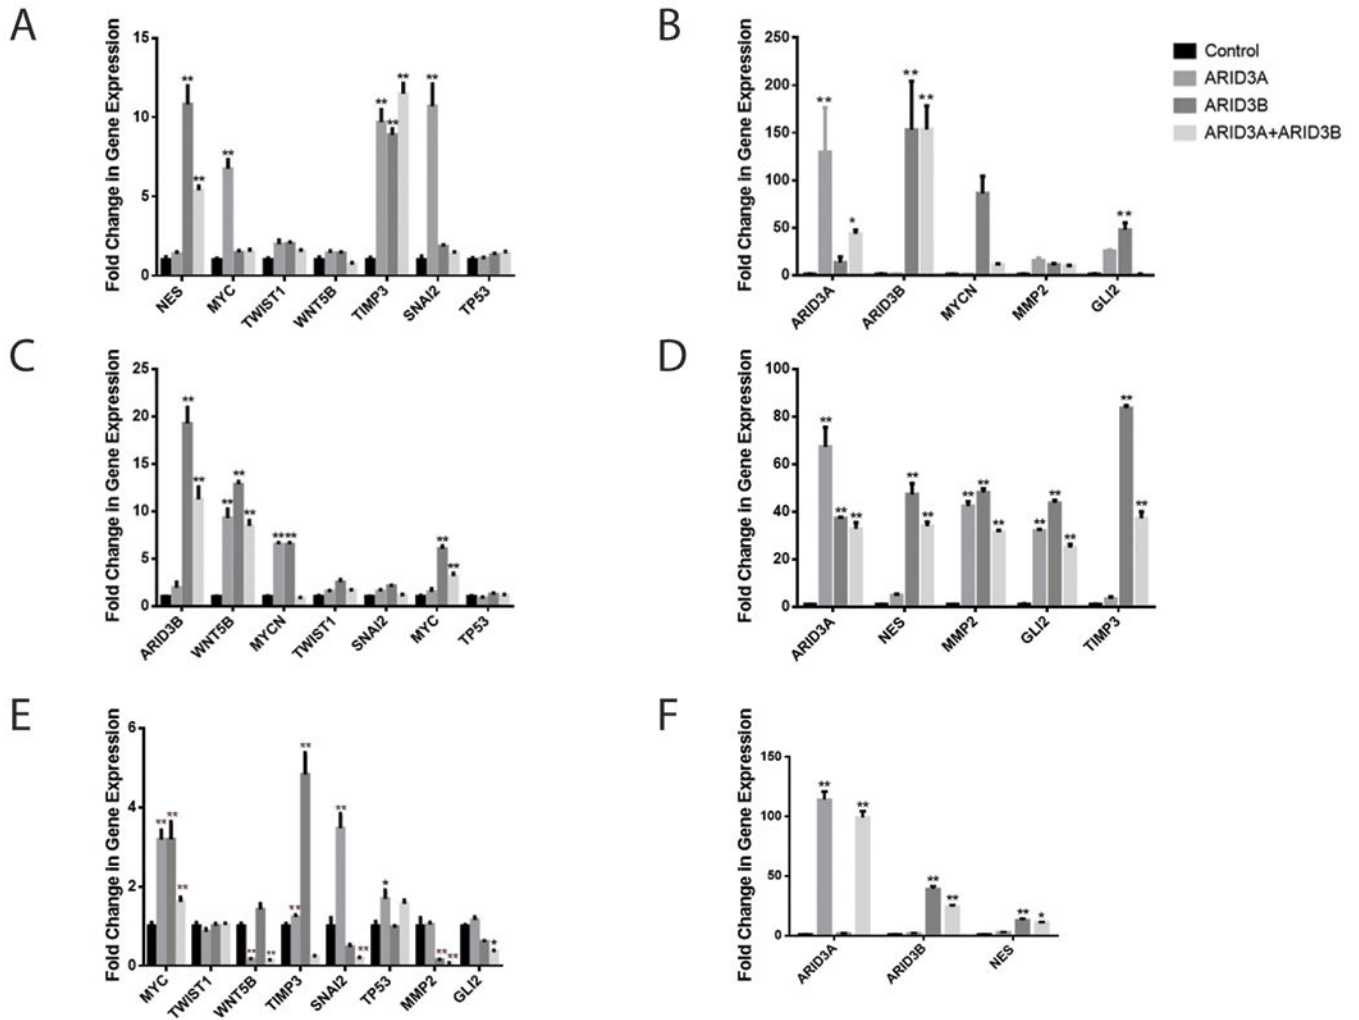 A
Fold Change in Gene Expression
15
10
5
0
** ** ** ** ** ** **
NES MYC TWIST1 WNT5B TIMP3 SNAI2 TP53
B
Fold Change in Gene Expression
250
200
150
100
50
0
** * ** ** **
ARID3A ARID3B MYCN MMP2 GLI2
Control
ARID3A
ARID3B
ARID3A+ARID3B
C
Fold Change in Gene Expression
25
20
15
10
5
0
** ** ** ** ** **** ** **
ARID3B WNT5B MYCN TWIST1 SNAI2 MYC TP53
D
Fold Change in Gene Expression
100
80
60
40
20
0
** ** ** ** ** ** ** ** ** ** ** ** **
ARID3A NES MMP2 GLI2 TIMP3
E
Fold Change in Gene Expression
6
4
2
0
** ** ** ** ** ** ** ** ** * ** ** *
MYC TWIST1 WNT5B TIMP3 SNAI2 TP53 MMP2 GLI2
F
Fold Change in Gene Expression
150
100
50
0
** ** ** ** ** *
ARID3A ARID3B NES